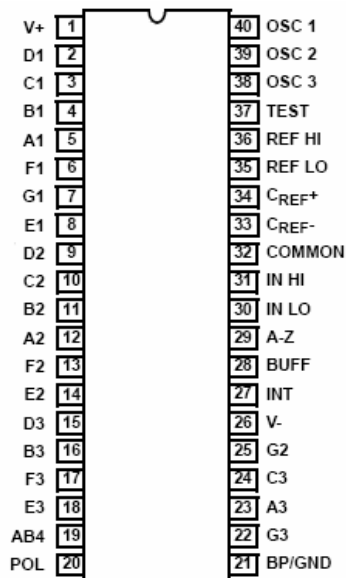 V+ 1 40 OSC 1
D1 2 39 OSC 2
C1 3 38 OSC 3
B1 4 37 TEST
A1 5 36 REF HI
F1 6 35 REF LO
G1 7 34 CREF+
E1 8 33 CREF-
D2 9 32 COMMON
C2 10 31 IN HI
B2 11 30 IN LO
A2 12 29 A-Z
F2 13 28 BUFF
E2 14 27 INT
D3 15 26 V-
B3 16 25 G2
F3 17 24 C3
E3 18 23 A3
AB4 19 22 G3
POL 20 21 BP/GND